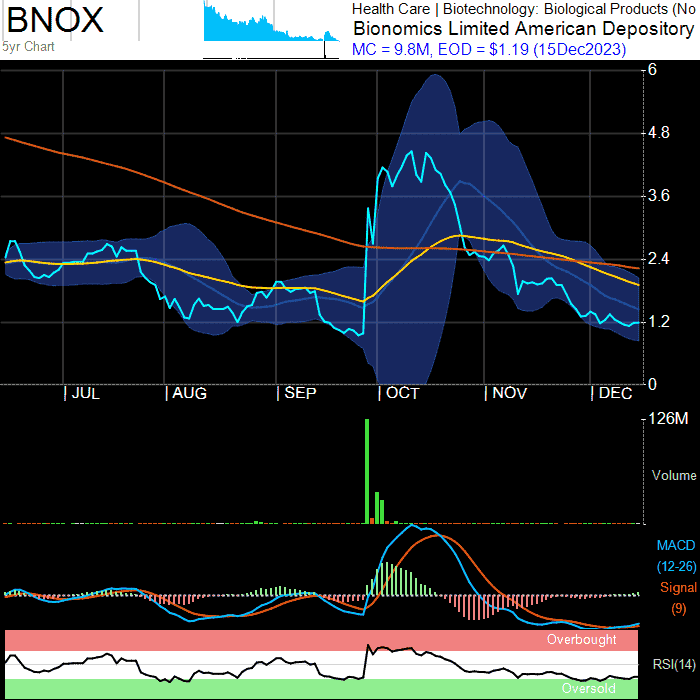 BNOX
5yr Chart
Health Care | Biotechnology: Biological Products (No
Bionomics Limited American Depository
MC = 9.8M, EOD = $1.19 (15Dec2023)
6
4.8
3.6
2.4
1.2
0
| JUL | AUG | SEP | OCT | NOV | DEC
126M
Volume
MACD
(12-26)
Signal
(9)
Overbought
RSI(14)
Oversold